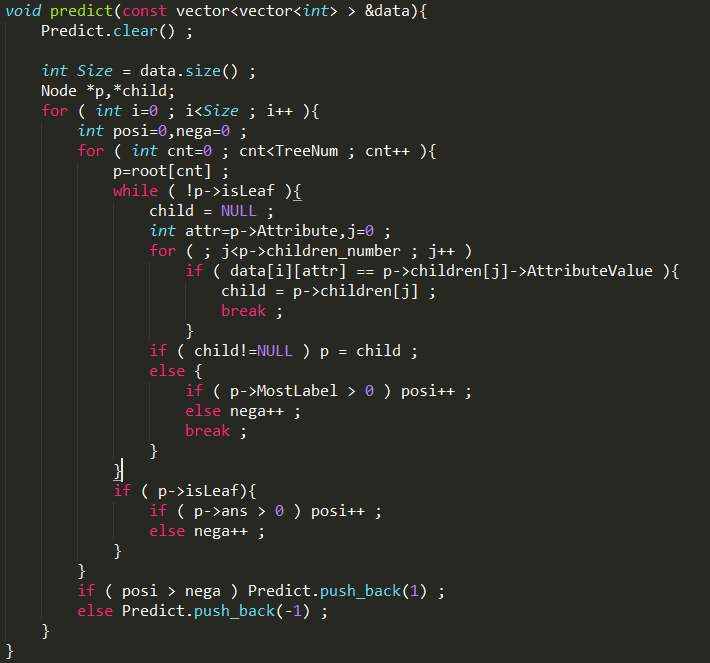 void predict(const vector<vector<int> > &data){
    Predict.clear() ;

    int Size = data.size() ;
    Node *p,*child;
    for ( int i=0 ; i<Size ; i++ ){
        int posi=0,nega=0 ;
        for ( int cnt=0 ; cnt<TreeNum ; cnt++ ){
            p=root[cnt] ;
            while ( !p->isLeaf ){
                child = NULL ;
                int attr=p->Attribute,j=0 ;
                for ( ; j<p->children_number ; j++ )
                    if ( data[i][attr] == p->children[j]->AttributeValue ){
                        child = p->children[j] ;
                        break ;
                    }
                if ( child!=NULL ) p = child ;
                else {
                    if ( p->MostLabel > 0 ) posi++ ;
                    else nega++ ;
                    break ;
                }
            }
            if ( p->isLeaf){
                if ( p->ans > 0 ) posi++ ;
                else nega++ ;
            }
        }
        if ( posi > nega ) Predict.push_back(1) ;
        else Predict.push_back(-1) ;
    }
}